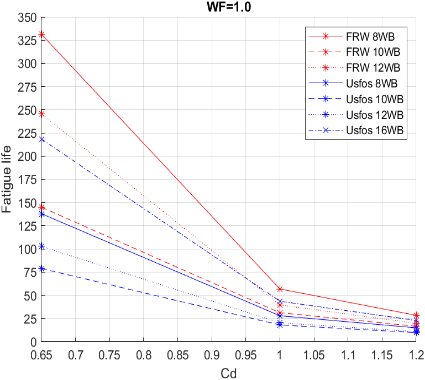 WF=1.0
350
325
300
275
250
225
200
175
150
125
100
75
50
25
0
Fatigue life
0.65 0.7 0.75 0.8 0.85 0.9 0.95 1 1.05 1.1 1.15 1.2
Cd
FRW 8WB
FRW 10WB
FRW 12WB
Usfos 8WB
Usfos 10WB
Usfos 12WB
Usfos 16WB